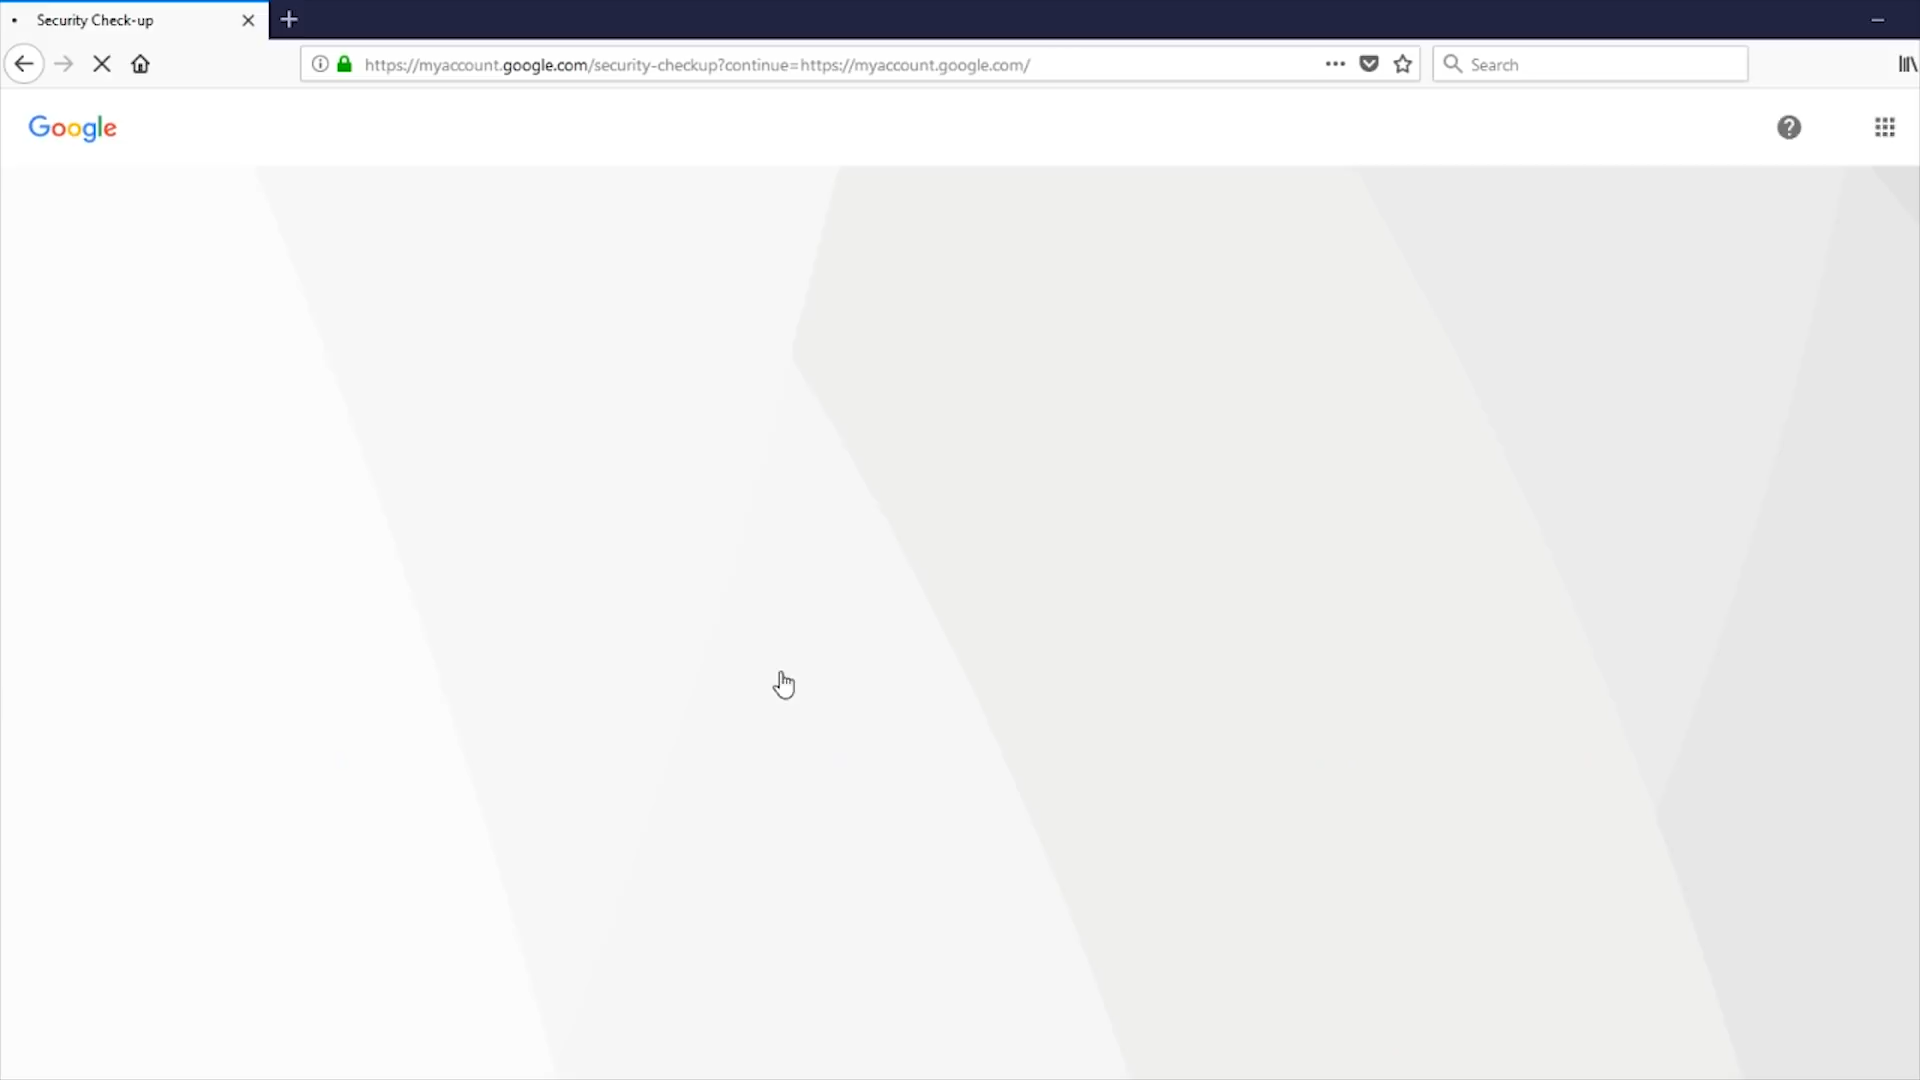 Security Check-up
https://myaccount.google.com/security-checkup?continue=https://myaccount.google.com/
Search
Google